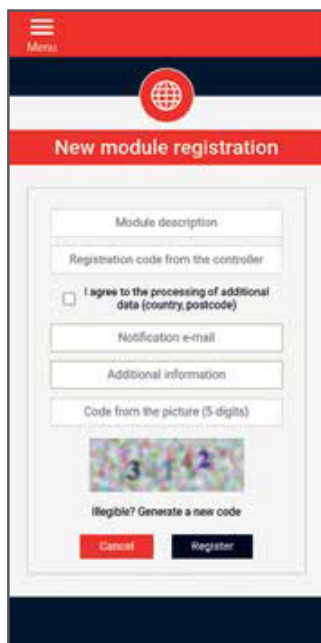 Menu
New module registration
Module description
Registration code from the controller
I agree to the processing of additional
data (country, postcode)
Notification e-mail
Additional information
Code from the picture (5 digits)
Illegible? Generate a new code
Cancel
Register